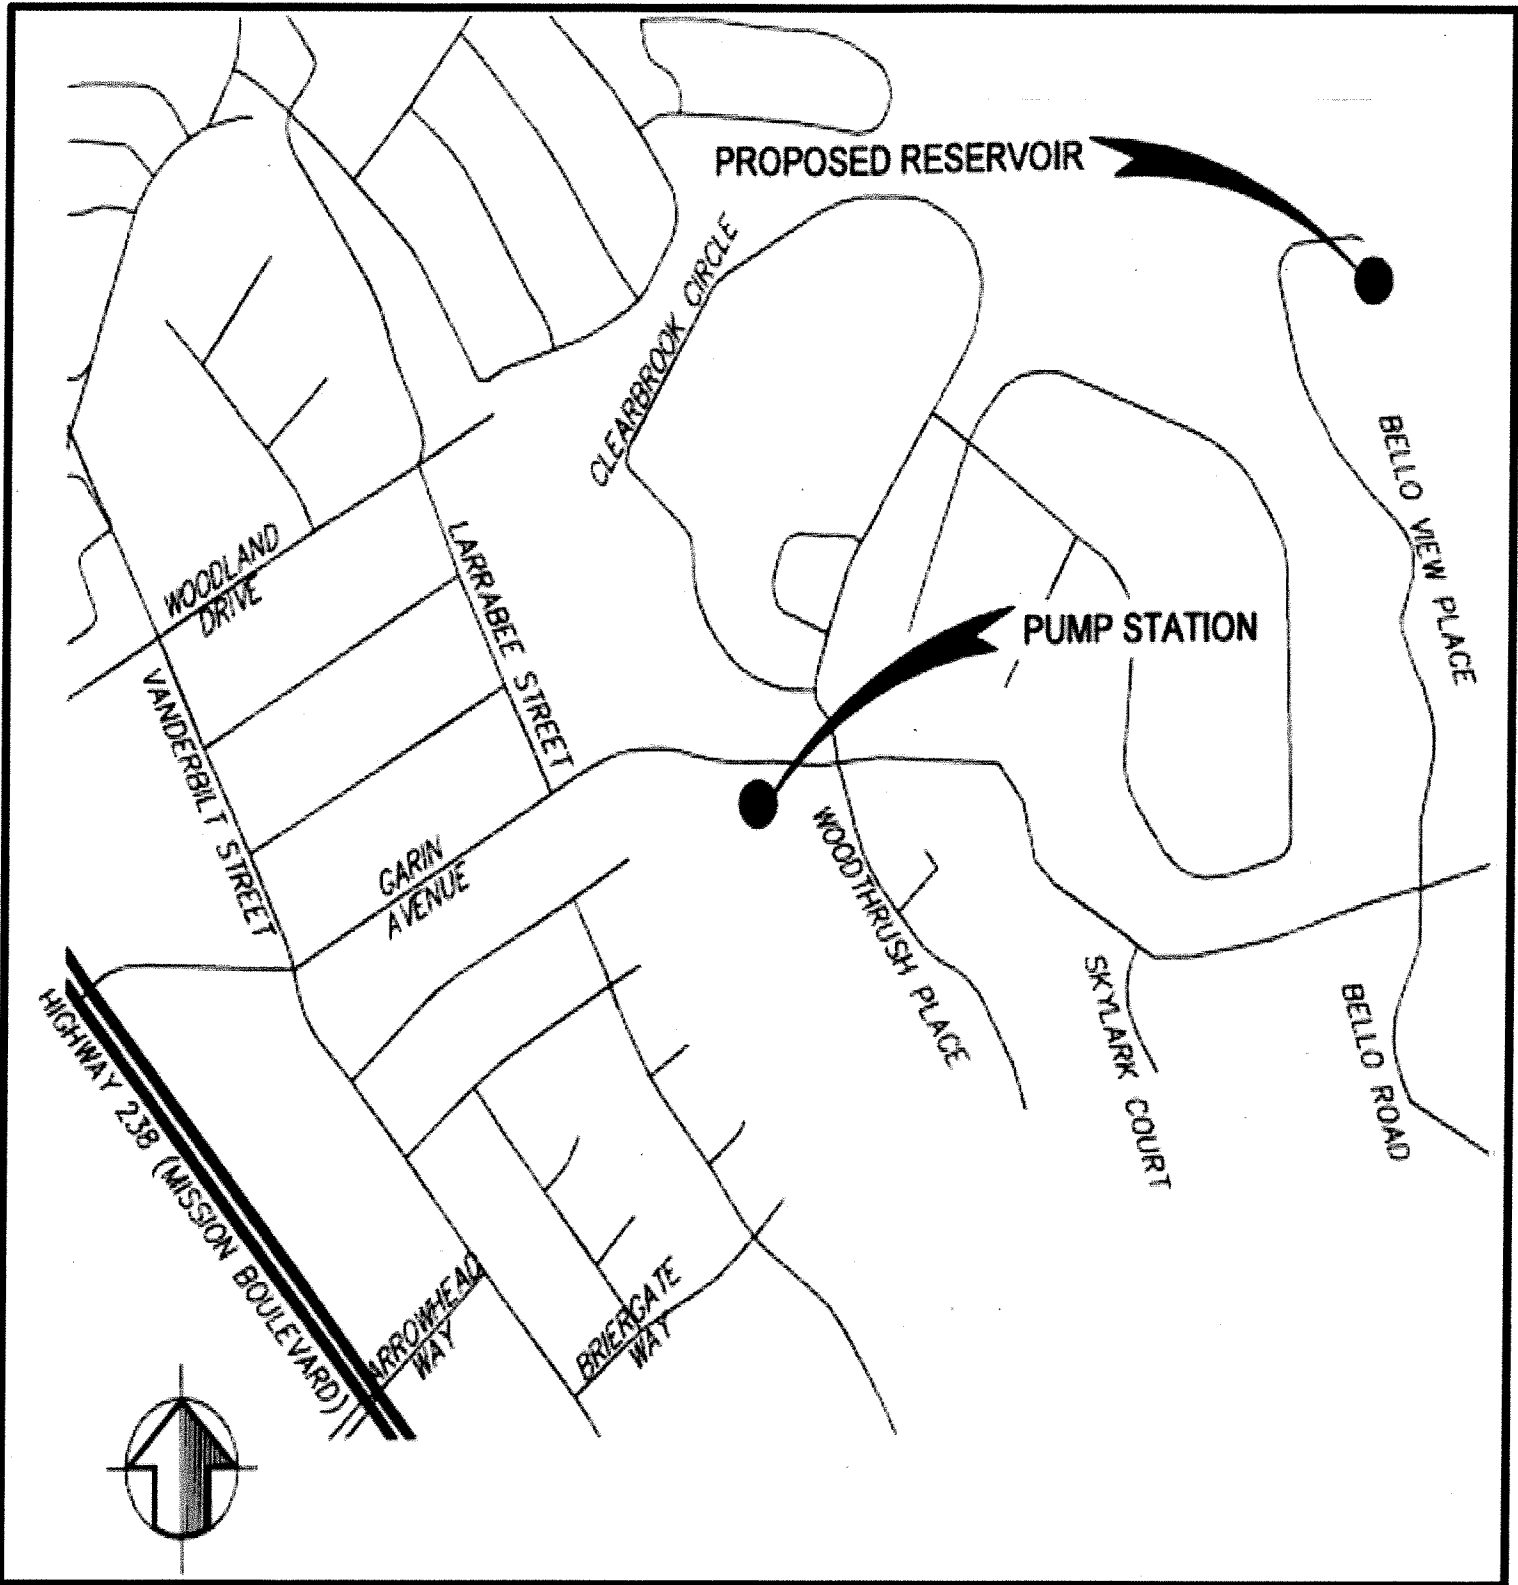 PROPOSED RESERVOIR
CLEARBROOK CIRCLE
BELLO VIEW PLACE
WOODLAND
DRIVE
LARRABEE STREET
PUMP STATION
VANDERBILT STREET
GARIN
AVENUE
WOODTHRUSH PLACE
SKYLARK COURT
BELLO ROAD
HIGHWAY 238 (MISSION BOULEVARD))
ARROWHEAD
WAY
BRIERGATE
WAY